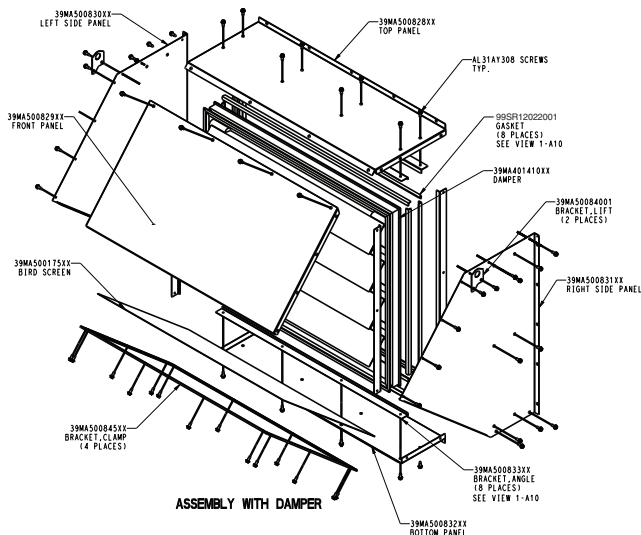 39MA500830XX
LEFT SIDE PANEL
39MA500828XX
TOP PANEL
AL31AY308 SCREWS
TYP.
39MA500829XX
FRONT PANEL
99SR12022001
GASKET
(8 PLACES)
SEE VIEW 1-A10
39MA401410XX
DAMPER
39MA50084001
BRACKET,LIFT
(2 PLACES)
39MA500831XX
RIGHT SIDE PANEL
39MA500175XX
BIRD SCREEN
39MA500845XX
BRACKET,CLAMP
(4 PLACES)
39MA500833XX
BRACKET,ANGLE
(8 PLACES)
SEE VIEW 1-A10
ASSEMBLY WITH DAMPER
39MA500832XX
BOTTOM PANEL